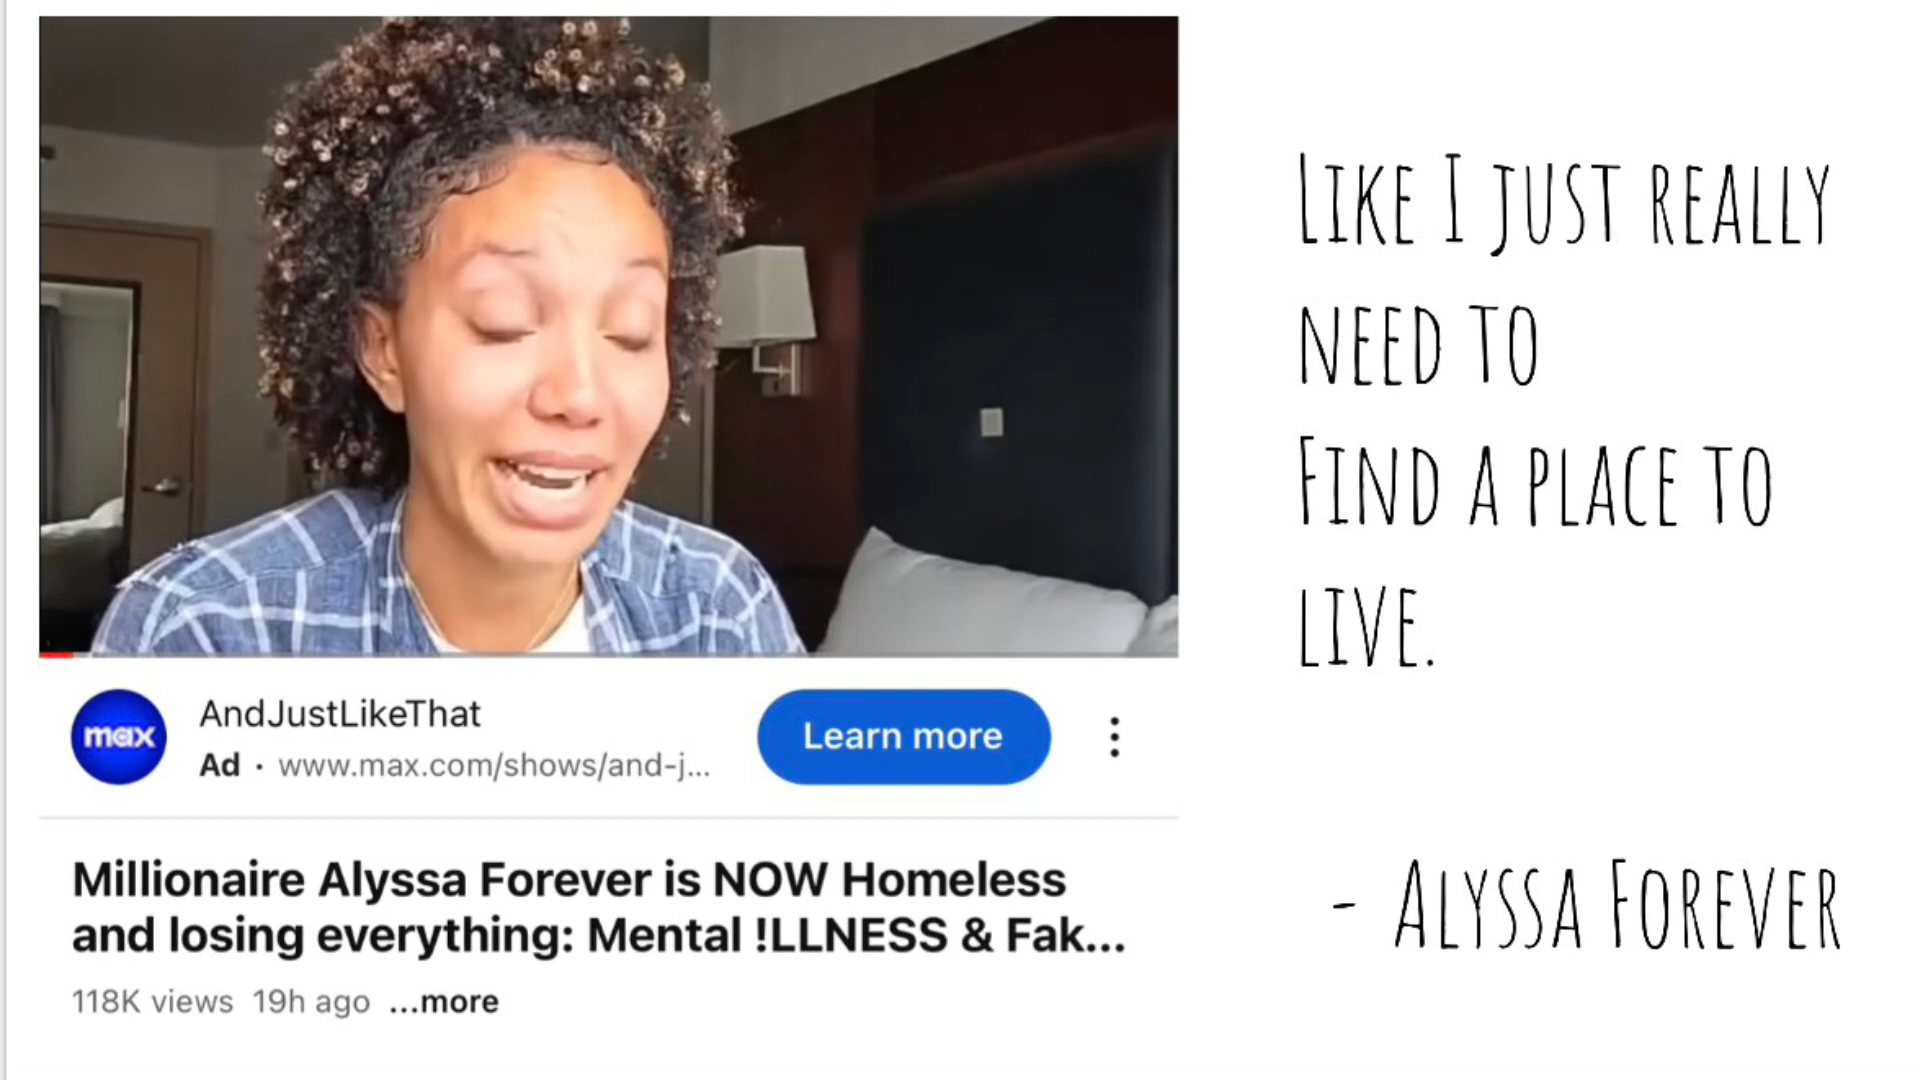 max
AndJustLikeThat
Ad · www.max.com/shows/and-j...
Learn more
Millionaire Alyssa Forever is NOW Homeless
and losing everything: Mental !LLNESS & Fak...
118K views 19h ago ...more
LIKE I JUST REALLY
NEED TO
FIND A PLACE TO
LIVE.
- ALYSSA FOREVER